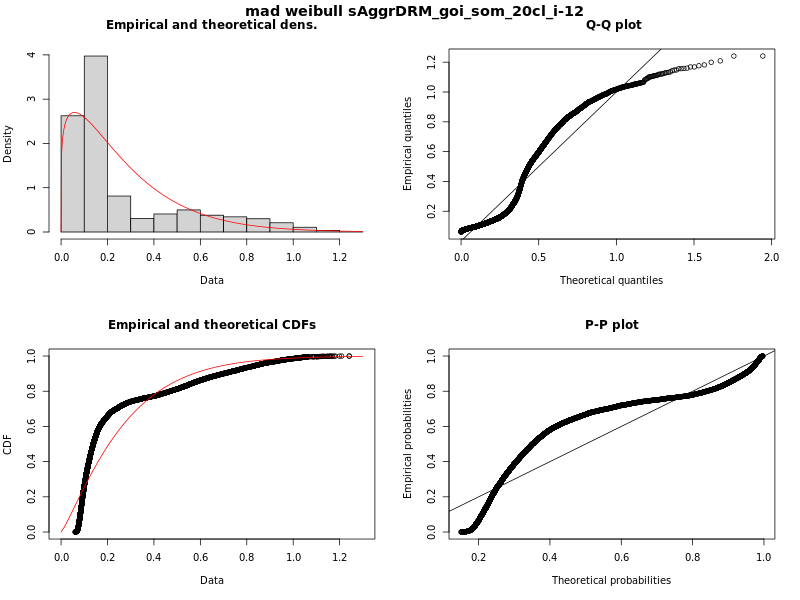 mad weibull sAggrDRM_goi_som_20cl_i-12
Empirical and theoretical dens.
Density
0 1 2 3 4
0.0 0.2 0.4 0.6 0.8 1.0 1.2
Data
Q-Q plot
Empirical quantiles
0.2 0.4 0.6 0.8 1.0 1.2
0.0 0.5 1.0 1.5 2.0
Theoretical quantiles
Empirical and theoretical CDFs
CDF
0.0 0.2 0.4 0.6 0.8 1.0
0.0 0.2 0.4 0.6 0.8 1.0 1.2
Data
P-P plot
Empirical probabilities
0.0 0.2 0.4 0.6 0.8 1.0
0.2 0.4 0.6 0.8 1.0
Theoretical probabilities